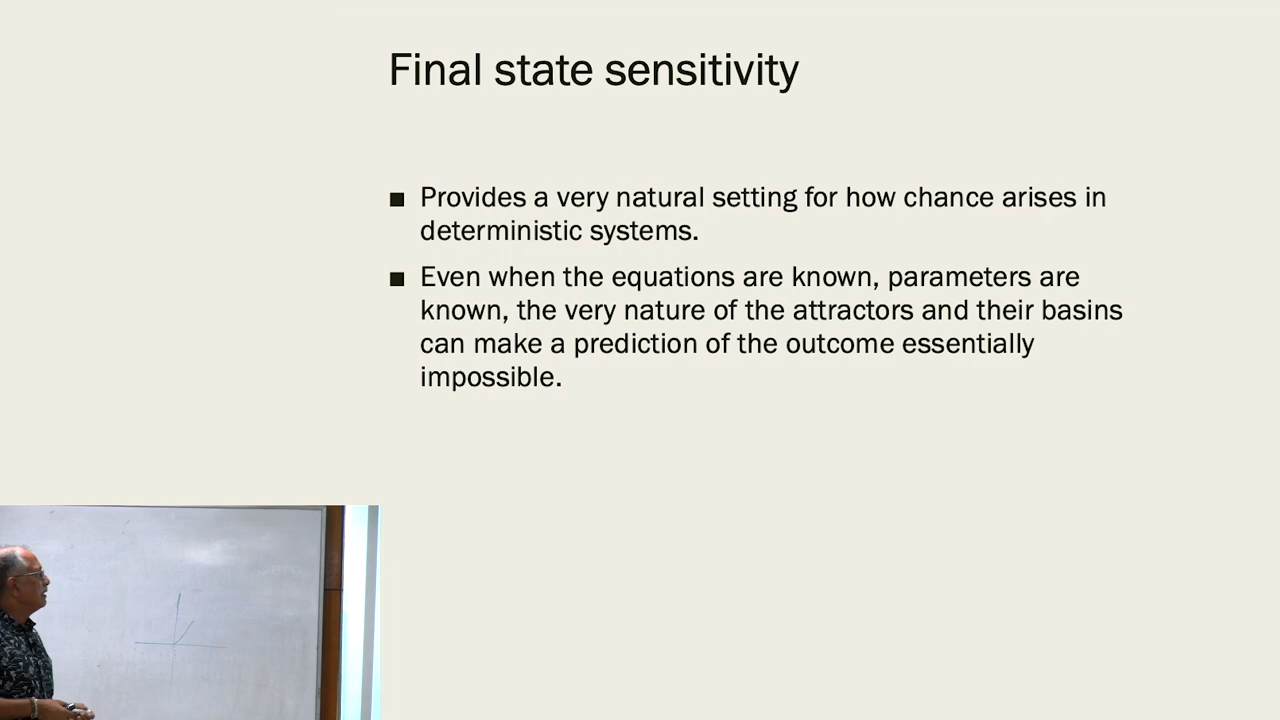 Final state sensitivity
■ Provides a very natural setting for how chance arises in
deterministic systems.
■ Even when the equations are known, parameters are
known, the very nature of the attractors and their basins
can make a prediction of the outcome essentially
impossible.